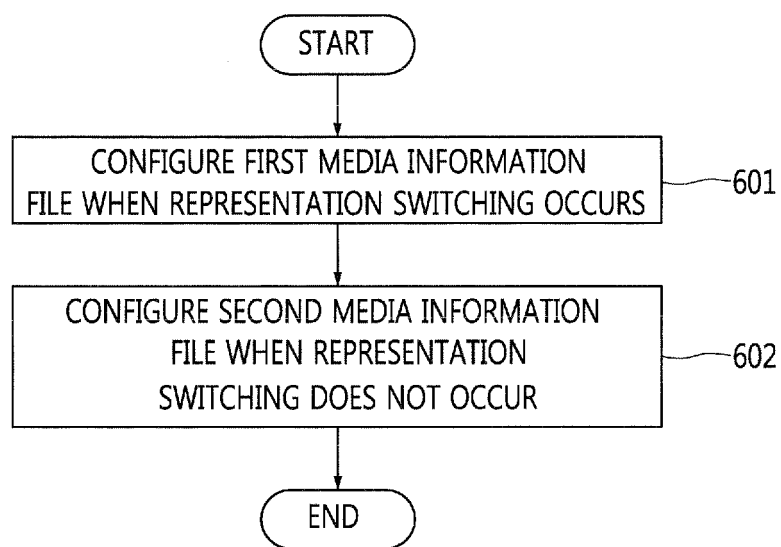 START
CONFIGURE FIRST MEDIA INFORMATION
FILE WHEN REPRESENTATION SWITCHING OCCURS
601
CONFIGURE SECOND MEDIA INFORMATION
FILE WHEN REPRESENTATION
SWITCHING DOES NOT OCCUR
602
END